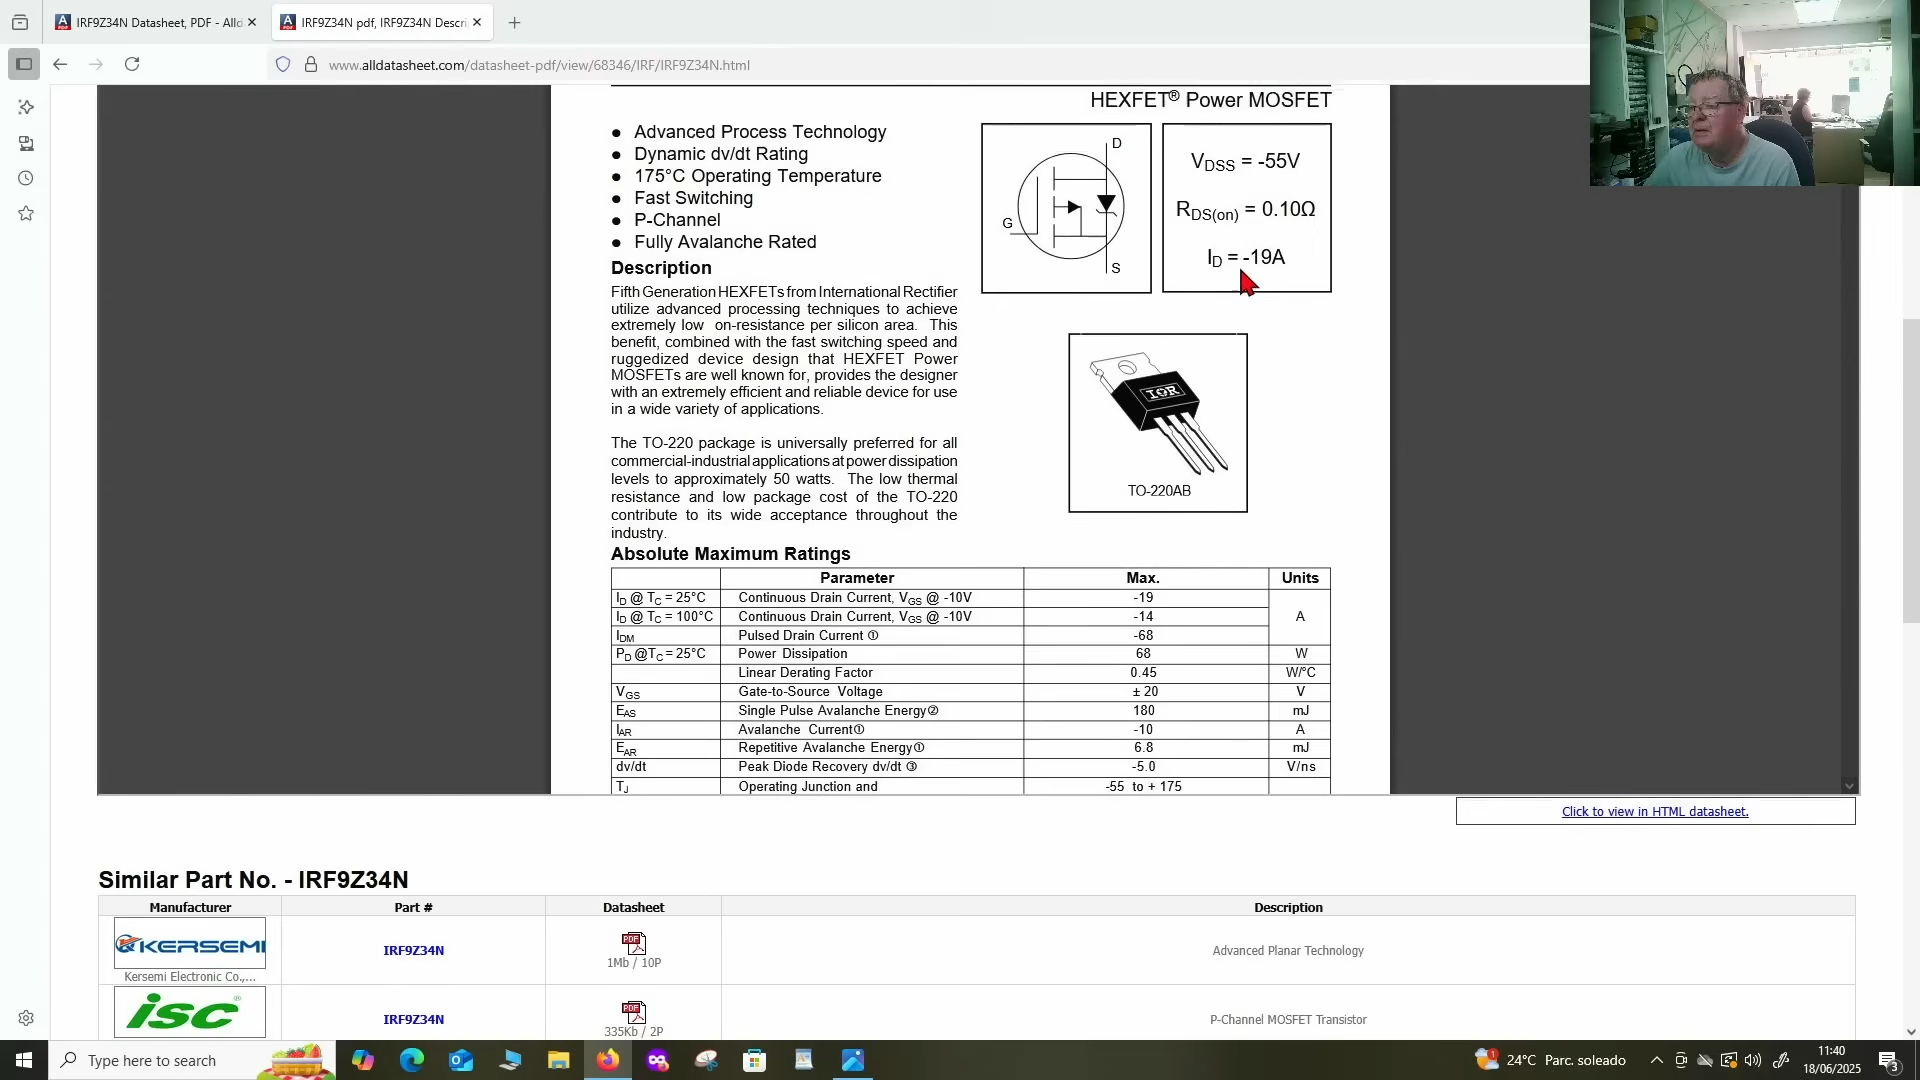 IRF9Z34N Datasheet, PDF - Alld
IRF9Z34N pdf, IRF9Z34N Descri
www.alldatasheet.com/datasheet-pdf/view/68346/IRF/IRF9Z34N.html
HEXFET® Power MOSFET
● Advanced Process Technology
● Dynamic dv/dt Rating
● 175°C Operating Temperature
● Fast Switching
● P-Channel
● Fully Avalanche Rated
D
G
S
VDSS = -55V
RDS(on) = 0.10Ω
ID = -19A
Description
Fifth Generation HEXFETs from International Rectifier
utilize advanced processing techniques to achieve
extremely low on-resistance per silicon area. This
benefit, combined with the fast switching speed and
ruggedized device design that HEXFET Power
MOSFETs are well known for, provides the designer
with an extremely efficient and reliable device for use
in a wide variety of applications.
The TO-220 package is universally preferred for all
commercial-industrial applications at power dissipation
levels to approximately 50 watts. The low thermal
resistance and low package cost of the TO-220
contribute to its wide acceptance throughout the
industry.
IOR
TO-220AB
Absolute Maximum Ratings
Parameter Max. Units
ID @ TC = 25°C Continuous Drain Current, VGS @ -10V -19
ID @ TC = 100°C Continuous Drain Current, VGS @ -10V -14 A
IDM Pulsed Drain Current ① -68
PD @TC = 25°C Power Dissipation 68 W
Linear Derating Factor 0.45 W/°C
VGS Gate-to-Source Voltage ± 20 V
EAS Single Pulse Avalanche Energy② 180 mJ
IAR Avalanche Current① -10 A
EAR Repetitive Avalanche Energy① 6.8 mJ
dv/dt Peak Diode Recovery dv/dt ③ -5.0 V/ns
TJ Operating Junction and -55 to + 175
Click to view in HTML datasheet.
Similar Part No. - IRF9Z34N
Manufacturer Part # Datasheet Description
KERSEMI
Kersemi Electronic Co.,...
IRF9Z34N
PDF
1Mb / 10P
Advanced Planar Technology
isc®
IRF9Z34N
PDF
335Kb / 2P
P-Channel MOSFET Transistor
Type here to search
1
24°C Parc. soleado
11:40
18/06/2025
3